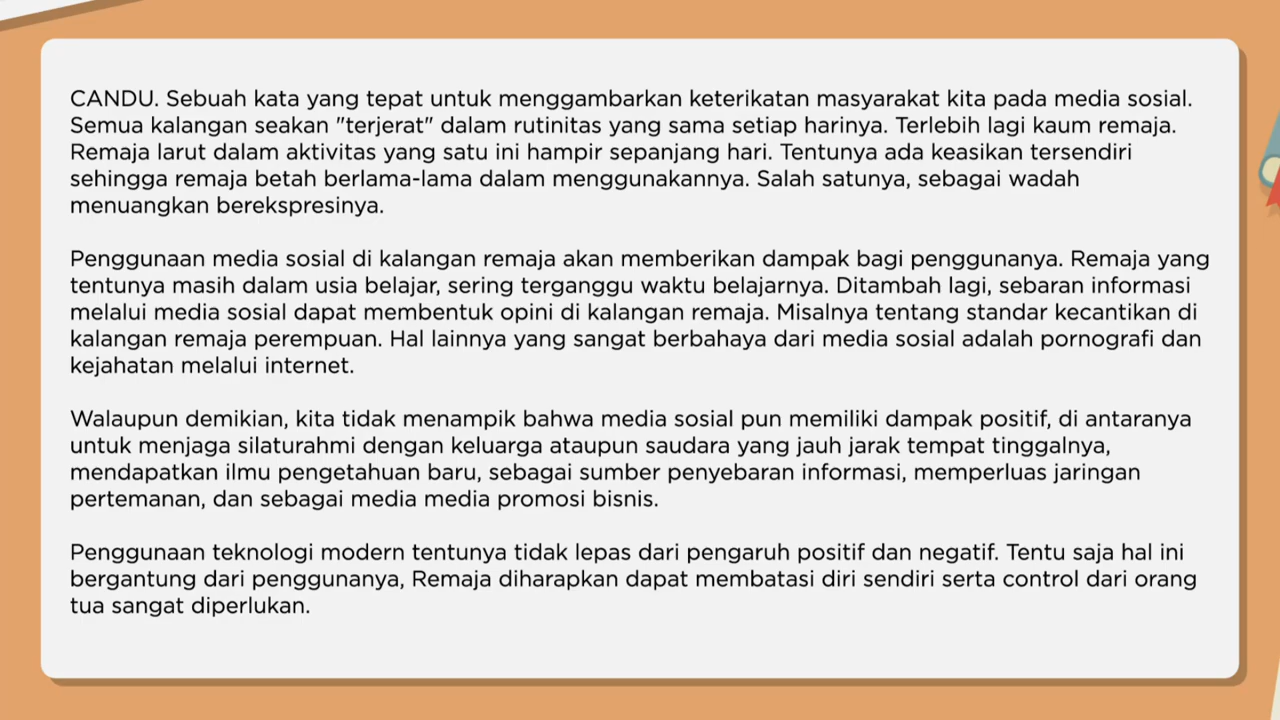 CANDU. Sebuah kata yang tepat untuk menggambarkan keterikatan masyarakat kita pada media sosial.
Semua kalangan seakan "terjerat" dalam rutinitas yang sama setiap harinya. Terlebih lagi kaum remaja.
Remaja larut dalam aktivitas yang satu ini hampir sepanjang hari. Tentunya ada keasikan tersendiri
sehingga remaja betah berlama-lama dalam menggunakannya. Salah satunya, sebagai wadah
menuangkan berekspresinya.
Penggunaan media sosial di kalangan remaja akan memberikan dampak bagi penggunanya. Remaja yang
tentunya masih dalam usia belajar, sering terganggu waktu belajarnya. Ditambah lagi, sebaran informasi
melalui media sosial dapat membentuk opini di kalangan remaja. Misalnya tentang standar kecantikan di
kalangan remaja perempuan. Hal lainnya yang sangat berbahaya dari media sosial adalah pornografi dan
kejahatan melalui internet.
Walaupun demikian, kita tidak menampik bahwa media sosial pun memiliki dampak positif, di antaranya
untuk menjaga silaturahmi dengan keluarga ataupun saudara yang jauh jarak tempat tinggalnya,
mendapatkan ilmu pengetahuan baru, sebagai sumber penyebaran informasi, memperluas jaringan
pertemanan, dan sebagai media media promosi bisnis.
Penggunaan teknologi modern tentunya tidak lepas dari pengaruh positif dan negatif. Tentu saja hal ini
bergantung dari penggunanya, Remaja diharapkan dapat membatasi diri sendiri serta control dari orang
tua sangat diperlukan.